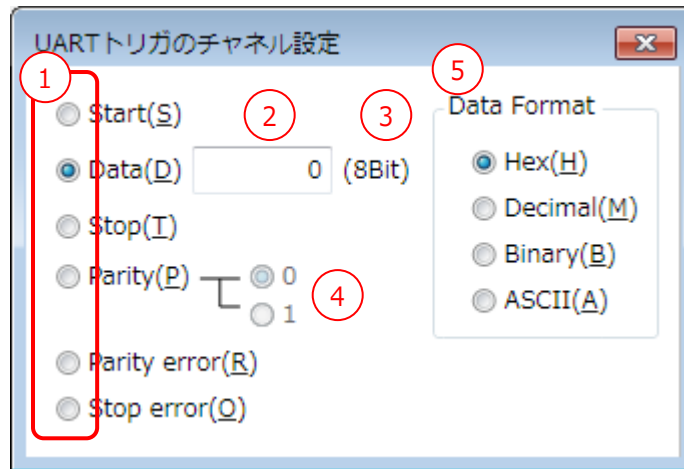 UARTトリガのチャネル設定
1
Start(S)
2
3
Data(D) 0 (8Bit)
Stop(T)
Parity(P) 0
1
4
Parity error(R)
Stop error(O)
5
Data Format
Hex(H)
Decimal(M)
Binary(B)
ASCII(A)